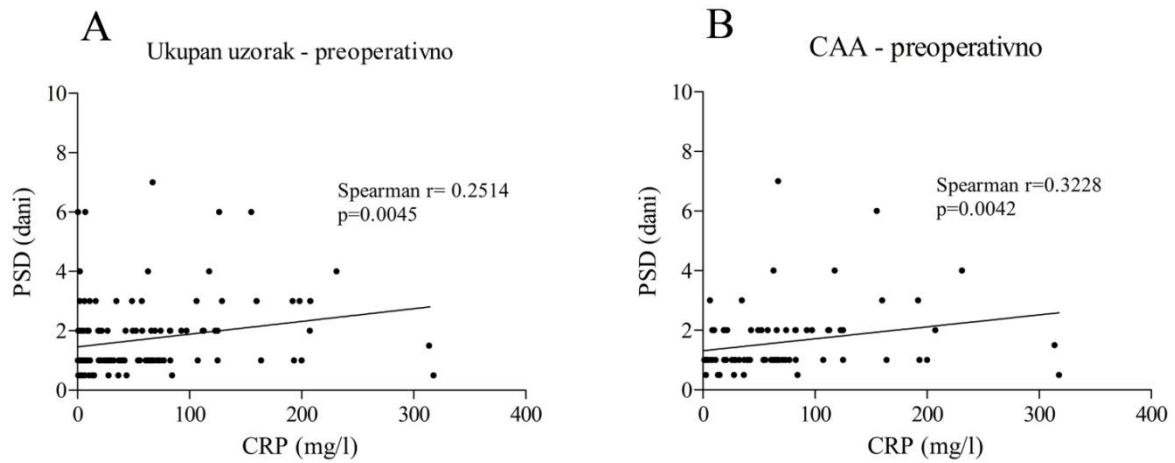 A
Ukupan uzorak - preoperativno
10
8
6
4
2
0
PSD (dani)
Spearman r= 0.2514
p=0.0045
0 100 200 300 400
CRP (mg/l)
B
CAA - preoperativno
10
8
6
4
2
0
PSD (dani)
Spearman r=0.3228
p=0.0042
0 100 200 300 400
CRP (mg/l)